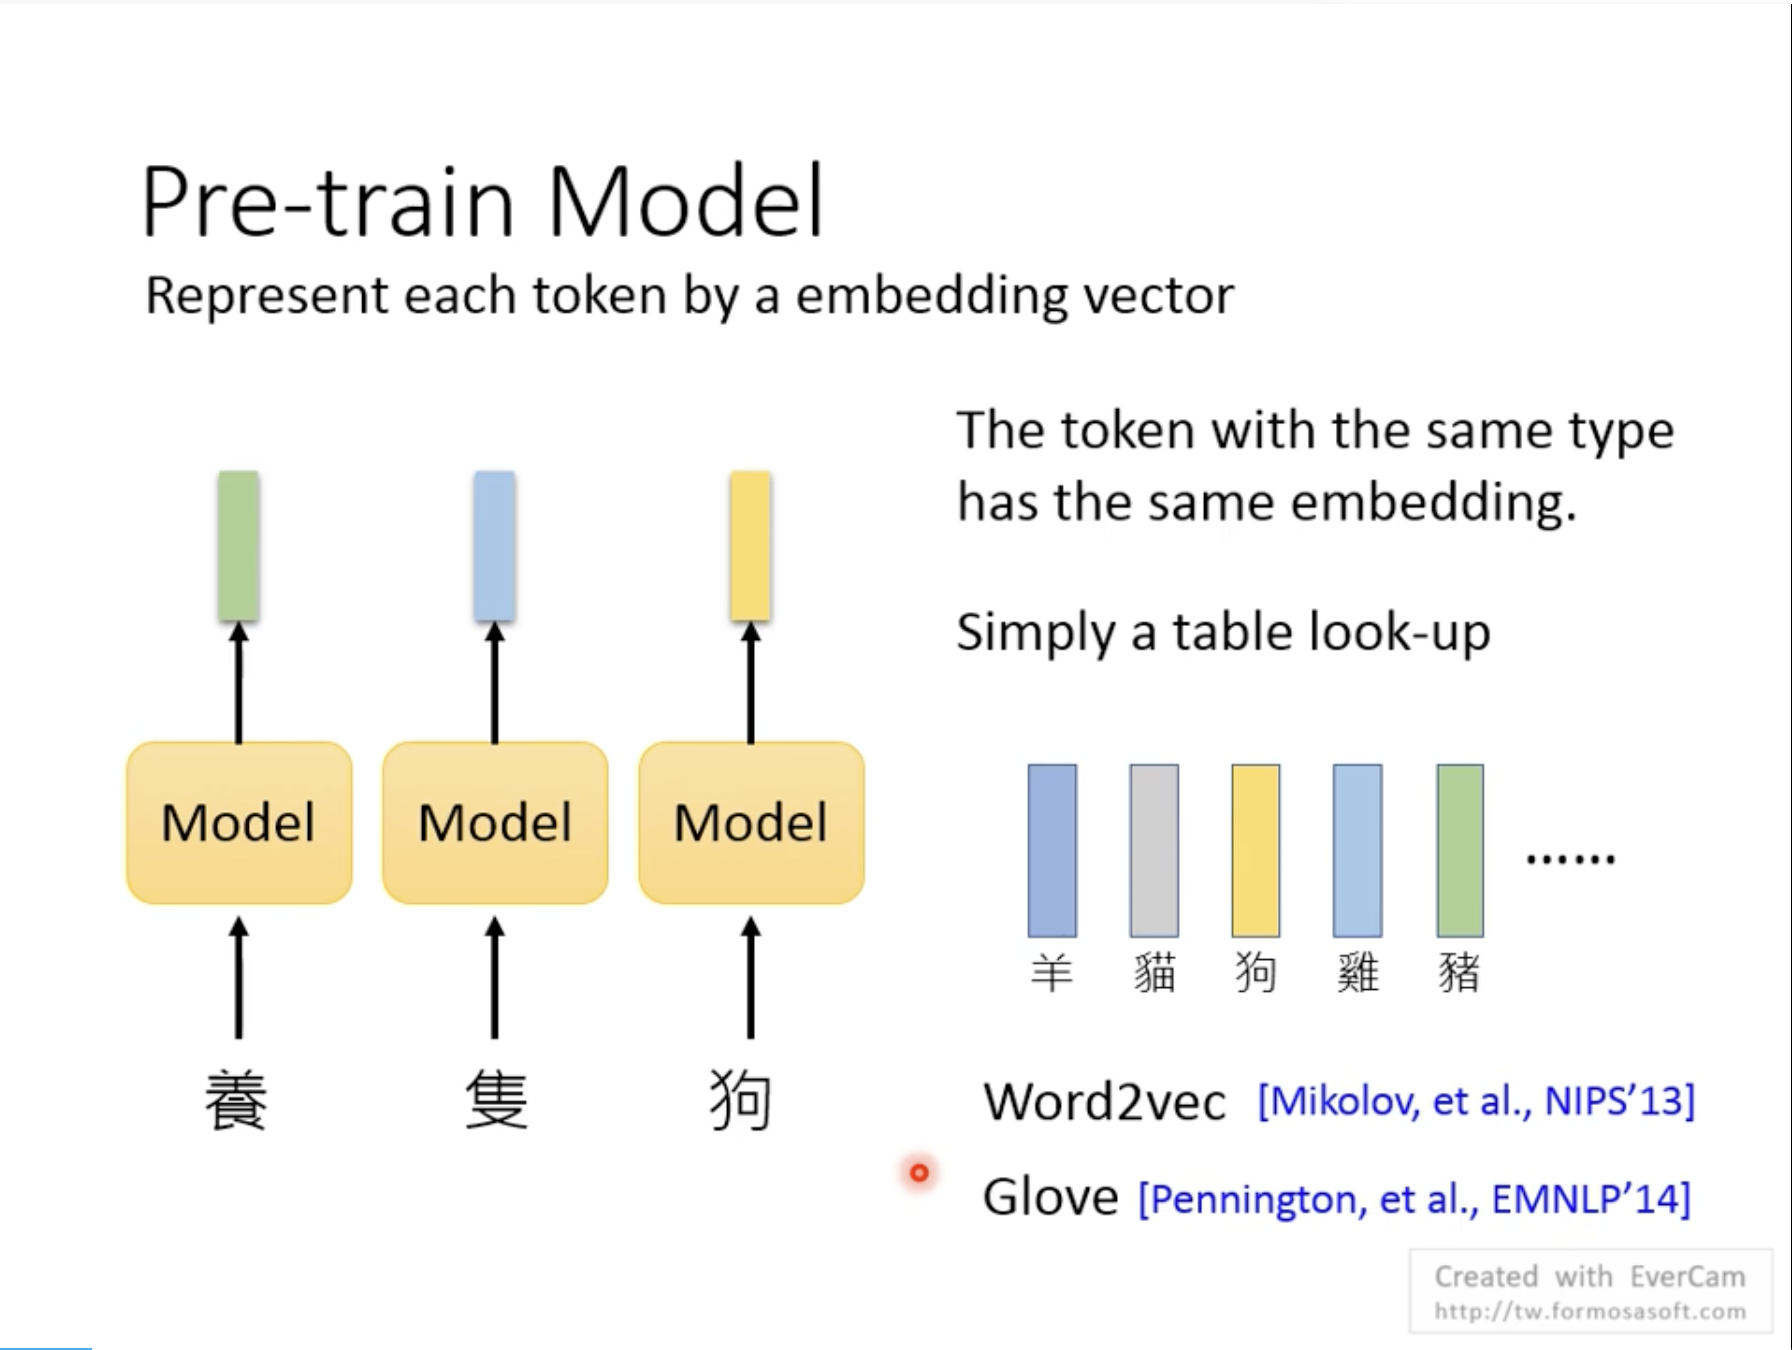 Pre-train Model
Represent each token by a embedding vector
The token with the same type
has the same embedding.
Simply a table look-up
Model
Model
Model
養
隻
狗
羊
貓
狗
雞
豬
......
Word2vec [Mikolov, et al., NIPS’13]
Glove [Pennington, et al., EMNLP’14]
Created with EverCam
http://tw.formosasoft.com